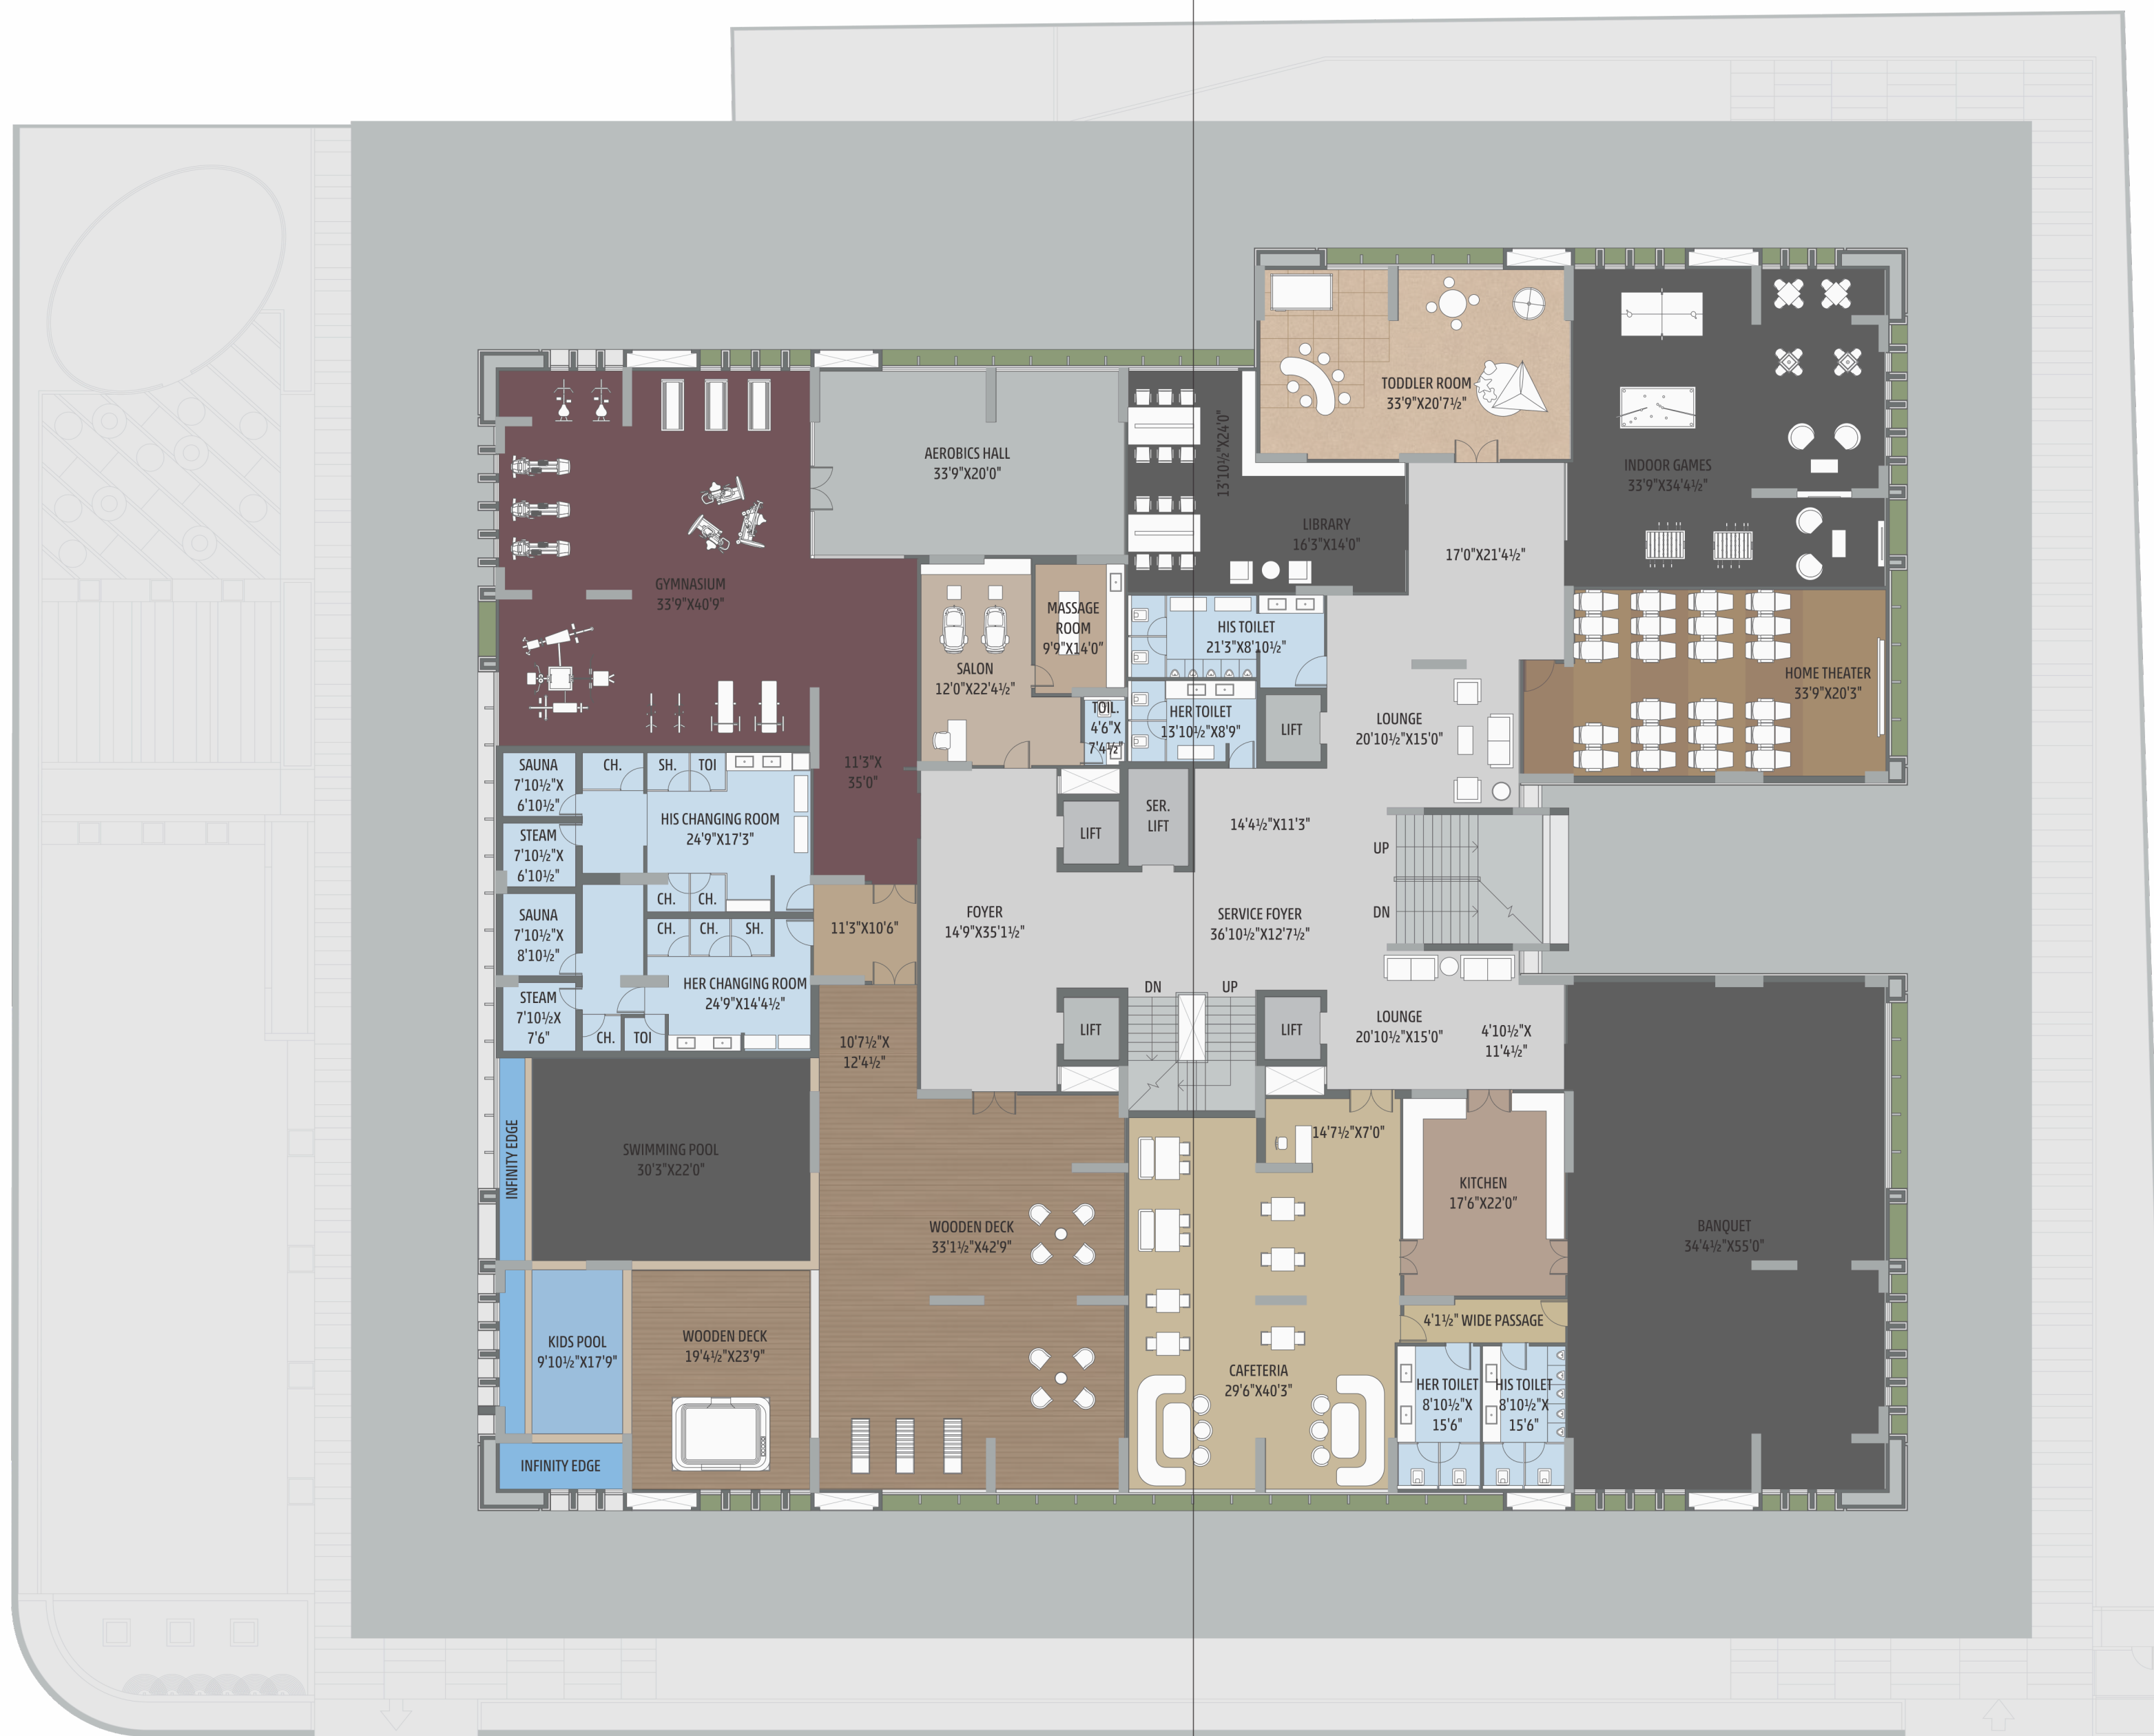 TODDLER ROOM
33'9"X20'7½"
INDOOR GAMES
33'9"X34'4½"
AEROBICS HALL
33'9"X20'0"
13'10½"X24'0"
LIBRARY
16'3"X14'0"
17'0"X21'4½"
GYMNASIUM
33'9"X40'9"
SALON
12'0"X22'4½"
MASSAGE
ROOM
9'9"X14'0"
HIS TOILET
21'3"X8'10½"
HOME THEATER
33'9"X20'3"
TOIL.
4'6"X
7'4½"
HER TOILET
13'10½"X8'9"
LIFT
LOUNGE
20'10½"X15'0"
SAUNA
7'10½"X
6'10½"
CH.
SH.
TOI
11'3"X
35'0"
STEAM
7'10½"X
6'10½"
HIS CHANGING ROOM
24'9"X17'3"
LIFT
SER.
LIFT
14'4½"X11'3"
UP
DN
CH.
CH.
SAUNA
7'10½"X
8'10½"
CH.
CH.
SH.
11'3"X10'6"
FOYER
14'9"X35'1½"
SERVICE FOYER
36'10½"X12'7½"
HER CHANGING ROOM
24'9"X14'4½"
STEAM
7'10½X
7'6"
CH.
TOI
DN
UP
LIFT
LIFT
LOUNGE
20'10½"X15'0"
4'10½"X
11'4½"
10'7½"X
12'4½"
INFINITY EDGE
SWIMMING POOL
30'3"X22'0"
14'7½"X7'0"
KITCHEN
17'6"X22'0"
WOODEN DECK
33'1½"X42'9"
BANQUET
34'4½"X55'0"
KIDS POOL
9'10½"X17'9"
WOODEN DECK
19'4½"X23'9"
4'1½" WIDE PASSAGE
CAFETERIA
29'6"X40'3"
HER TOILET
8'10½"X
15'6"
HIS TOILET
8'10½"X
15'6"
INFINITY EDGE